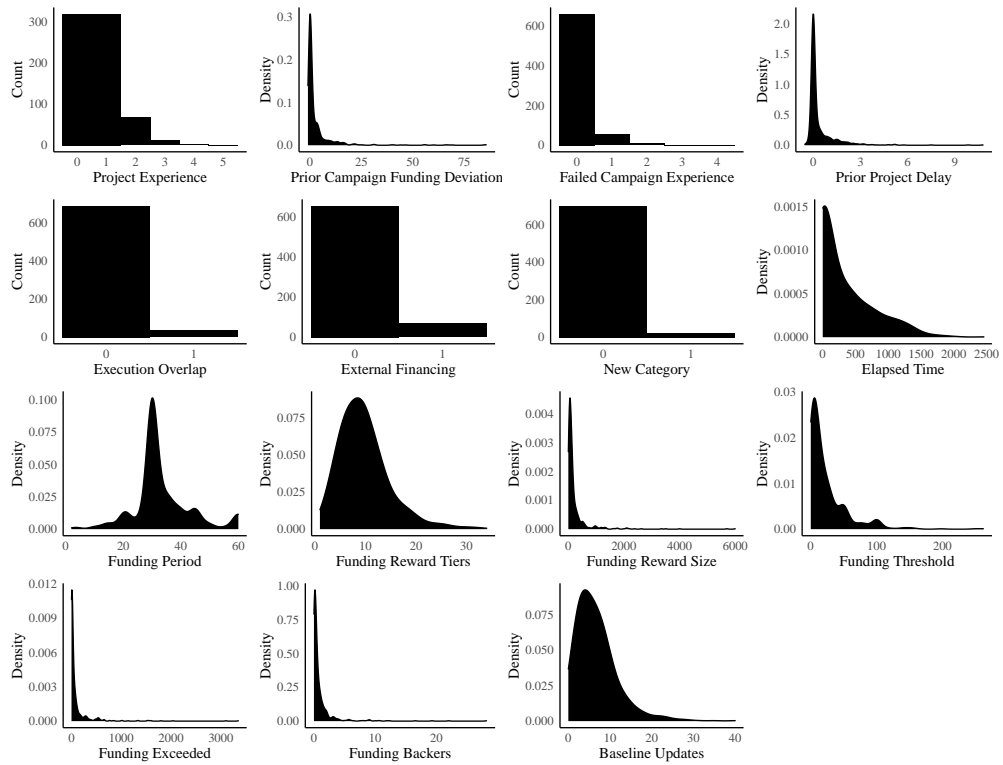 300
200
100
0
Count
0 1 2 3 4 5
Project Experience
0.3
0.2
0.1
0.0
Density
0 25 50 75
Prior Campaign Funding Deviation
600
400
200
0
Count
0 1 2 3 4
Failed Campaign Experience
2.0
1.5
1.0
0.5
0.0
Density
0 3 6 9
Prior Project Delay
600
400
200
0
Count
0 1
Execution Overlap
600
400
200
0
Count
0 1
External Financing
600
400
200
0
Count
0 1
New Category
0.0015
0.0010
0.0005
0.0000
Density
0 500 1000 1500 2000 2500
Elapsed Time
0.100
0.075
0.050
0.025
0.000
Density
0 20 40 60
Funding Period
0.075
0.050
0.025
0.000
Density
0 10 20 30
Funding Reward Tiers
0.004
0.003
0.002
0.001
0.000
Density
0 2000 4000 6000
Funding Reward Size
0.03
0.02
0.01
0.00
Density
0 100 200
Funding Threshold
0.012
0.009
0.006
0.003
0.000
Density
0 1000 2000 3000
Funding Exceeded
1.00
0.75
0.50
0.25
0.00
Density
0 10 20
Funding Backers
0.075
0.050
0.025
0.000
Density
0 10 20 30 40
Baseline Updates